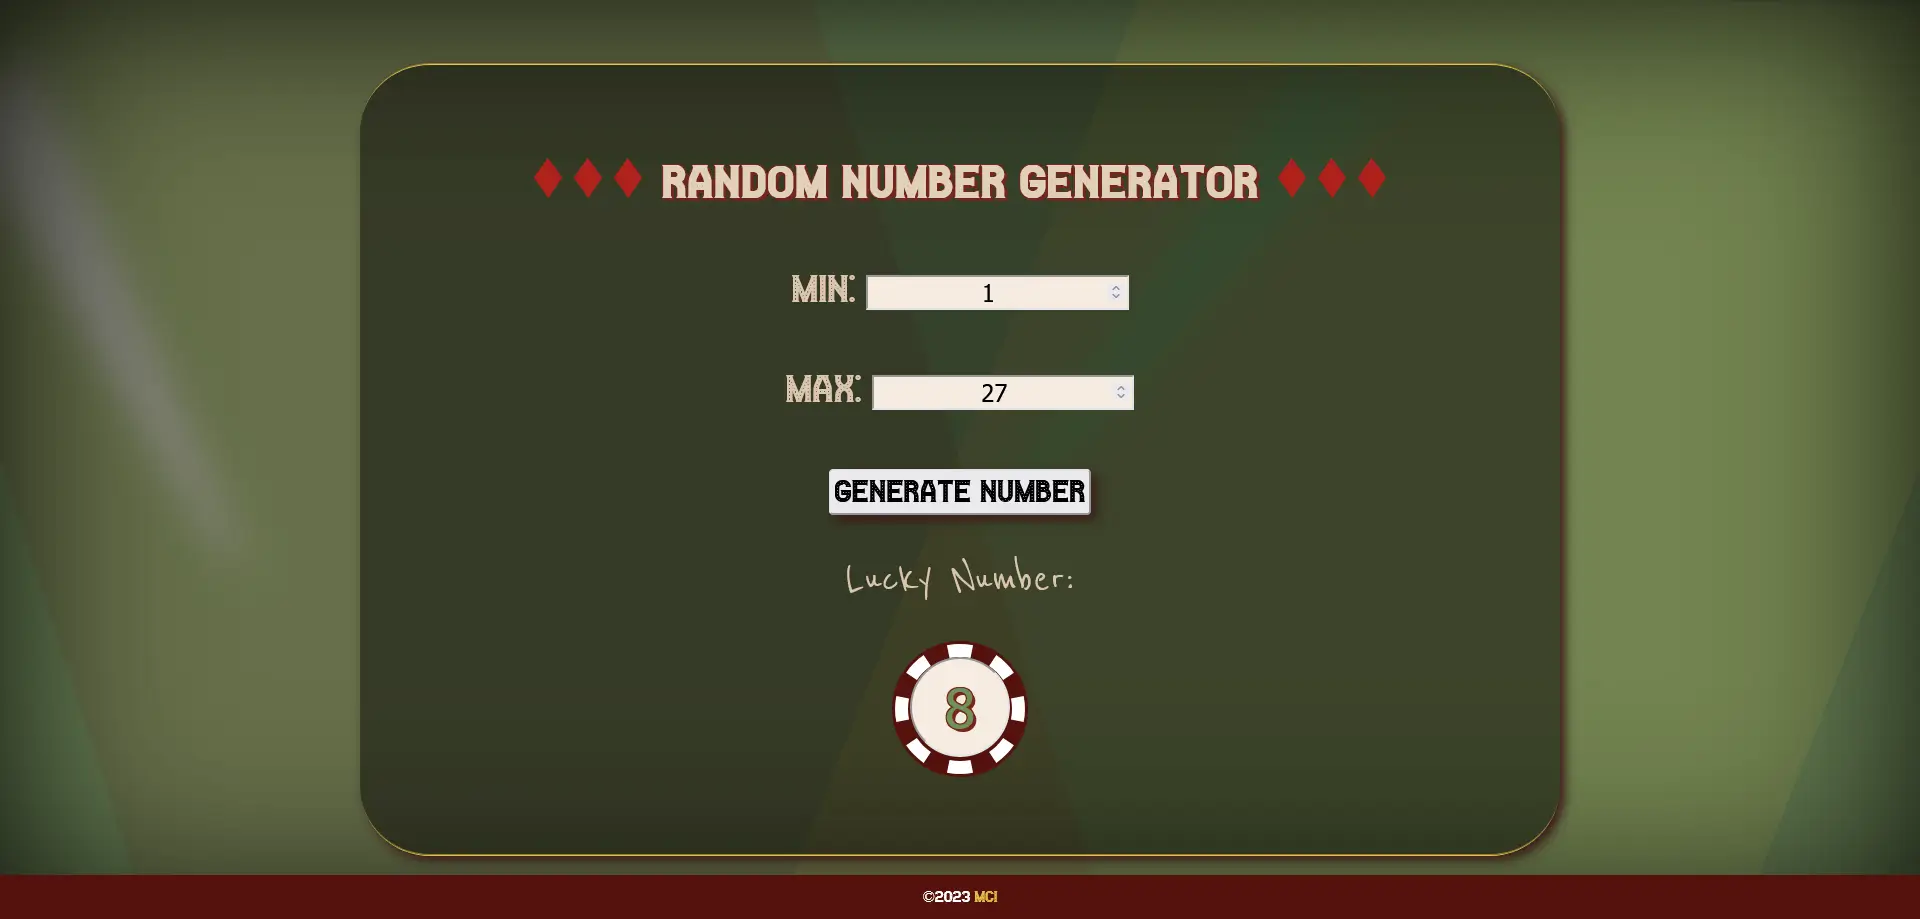 RANDOM NUMBER GENERATOR
MIN: 1
MAX: 27
GENERATE NUMBER
Lucky Number:
8
©2023 MCI